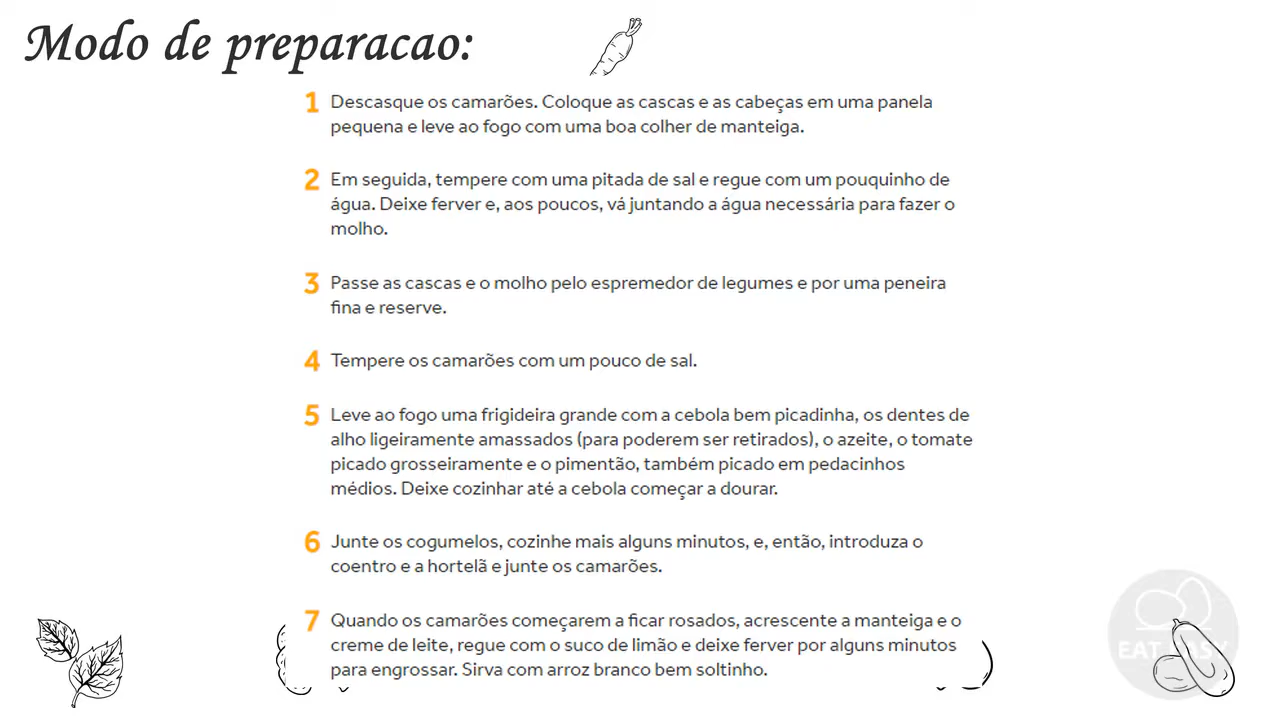 Modo de preparacao:
1 Descasque os camarões. Coloque as cascas e as cabeças em uma panela
pequena e leve ao fogo com uma boa colher de manteiga.
2 Em seguida, tempere com uma pitada de sal e regue com um pouquinho de
água. Deixe ferver e, aos poucos, vá juntando a água necessária para fazer o
molho.
3 Passe as cascas e o molho pelo espremedor de legumes e por uma peneira
fina e reserve.
4 Tempere os camarões com um pouco de sal.
5 Leve ao fogo uma frigideira grande com a cebola bem picadinha, os dentes de
alho ligeiramente amassados (para poderem ser retirados), o azeite, o tomate
picado grosseiramente e o pimentão, também picado em pedacinhos
médios. Deixe cozinhar até a cebola começar a dourar.
6 Junte os cogumelos, cozinhe mais alguns minutos, e, então, introduza o
coentro e a hortelã e junte os camarões.
7 Quando os camarões começarem a ficar rosados, acrescente a manteiga e o
creme de leite, regue com o suco de limão e deixe ferver por alguns minutos
para engrossar. Sirva com arroz branco bem soltinho.
EAT EASY